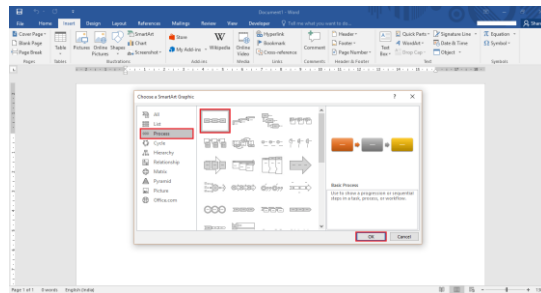 Document1 - Word
File Home Insert Design Layout References Mailings Review View Developer Tell me what you want to do...
Cover Page
Blank Page
Page Break
Pages
Table
Tables
Pictures Online Pictures Shapes
SmartArt
Chart
Screenshot
Illustrations
Store
My Add-ins
Wikipedia
Add-ins
Online Video
Media
Hyperlink
Bookmark
Cross-reference
Links
Comment
Comments
Header
Footer
Page Number
Header & Footer
Text Box
Quick Parts
WordArt
Drop Cap
Signature Line
Date & Time
Object
Text
Equation
Symbol
Symbols
Choose a SmartArt Graphic
All
List
Process
Cycle
Hierarchy
Relationship
Matrix
Pyramid
Picture
Office.com
Basic Process
Use to show a progression or sequential
steps in a task, process, or workflow.
OK Cancel
Page 1 of 1 0 words English (India)